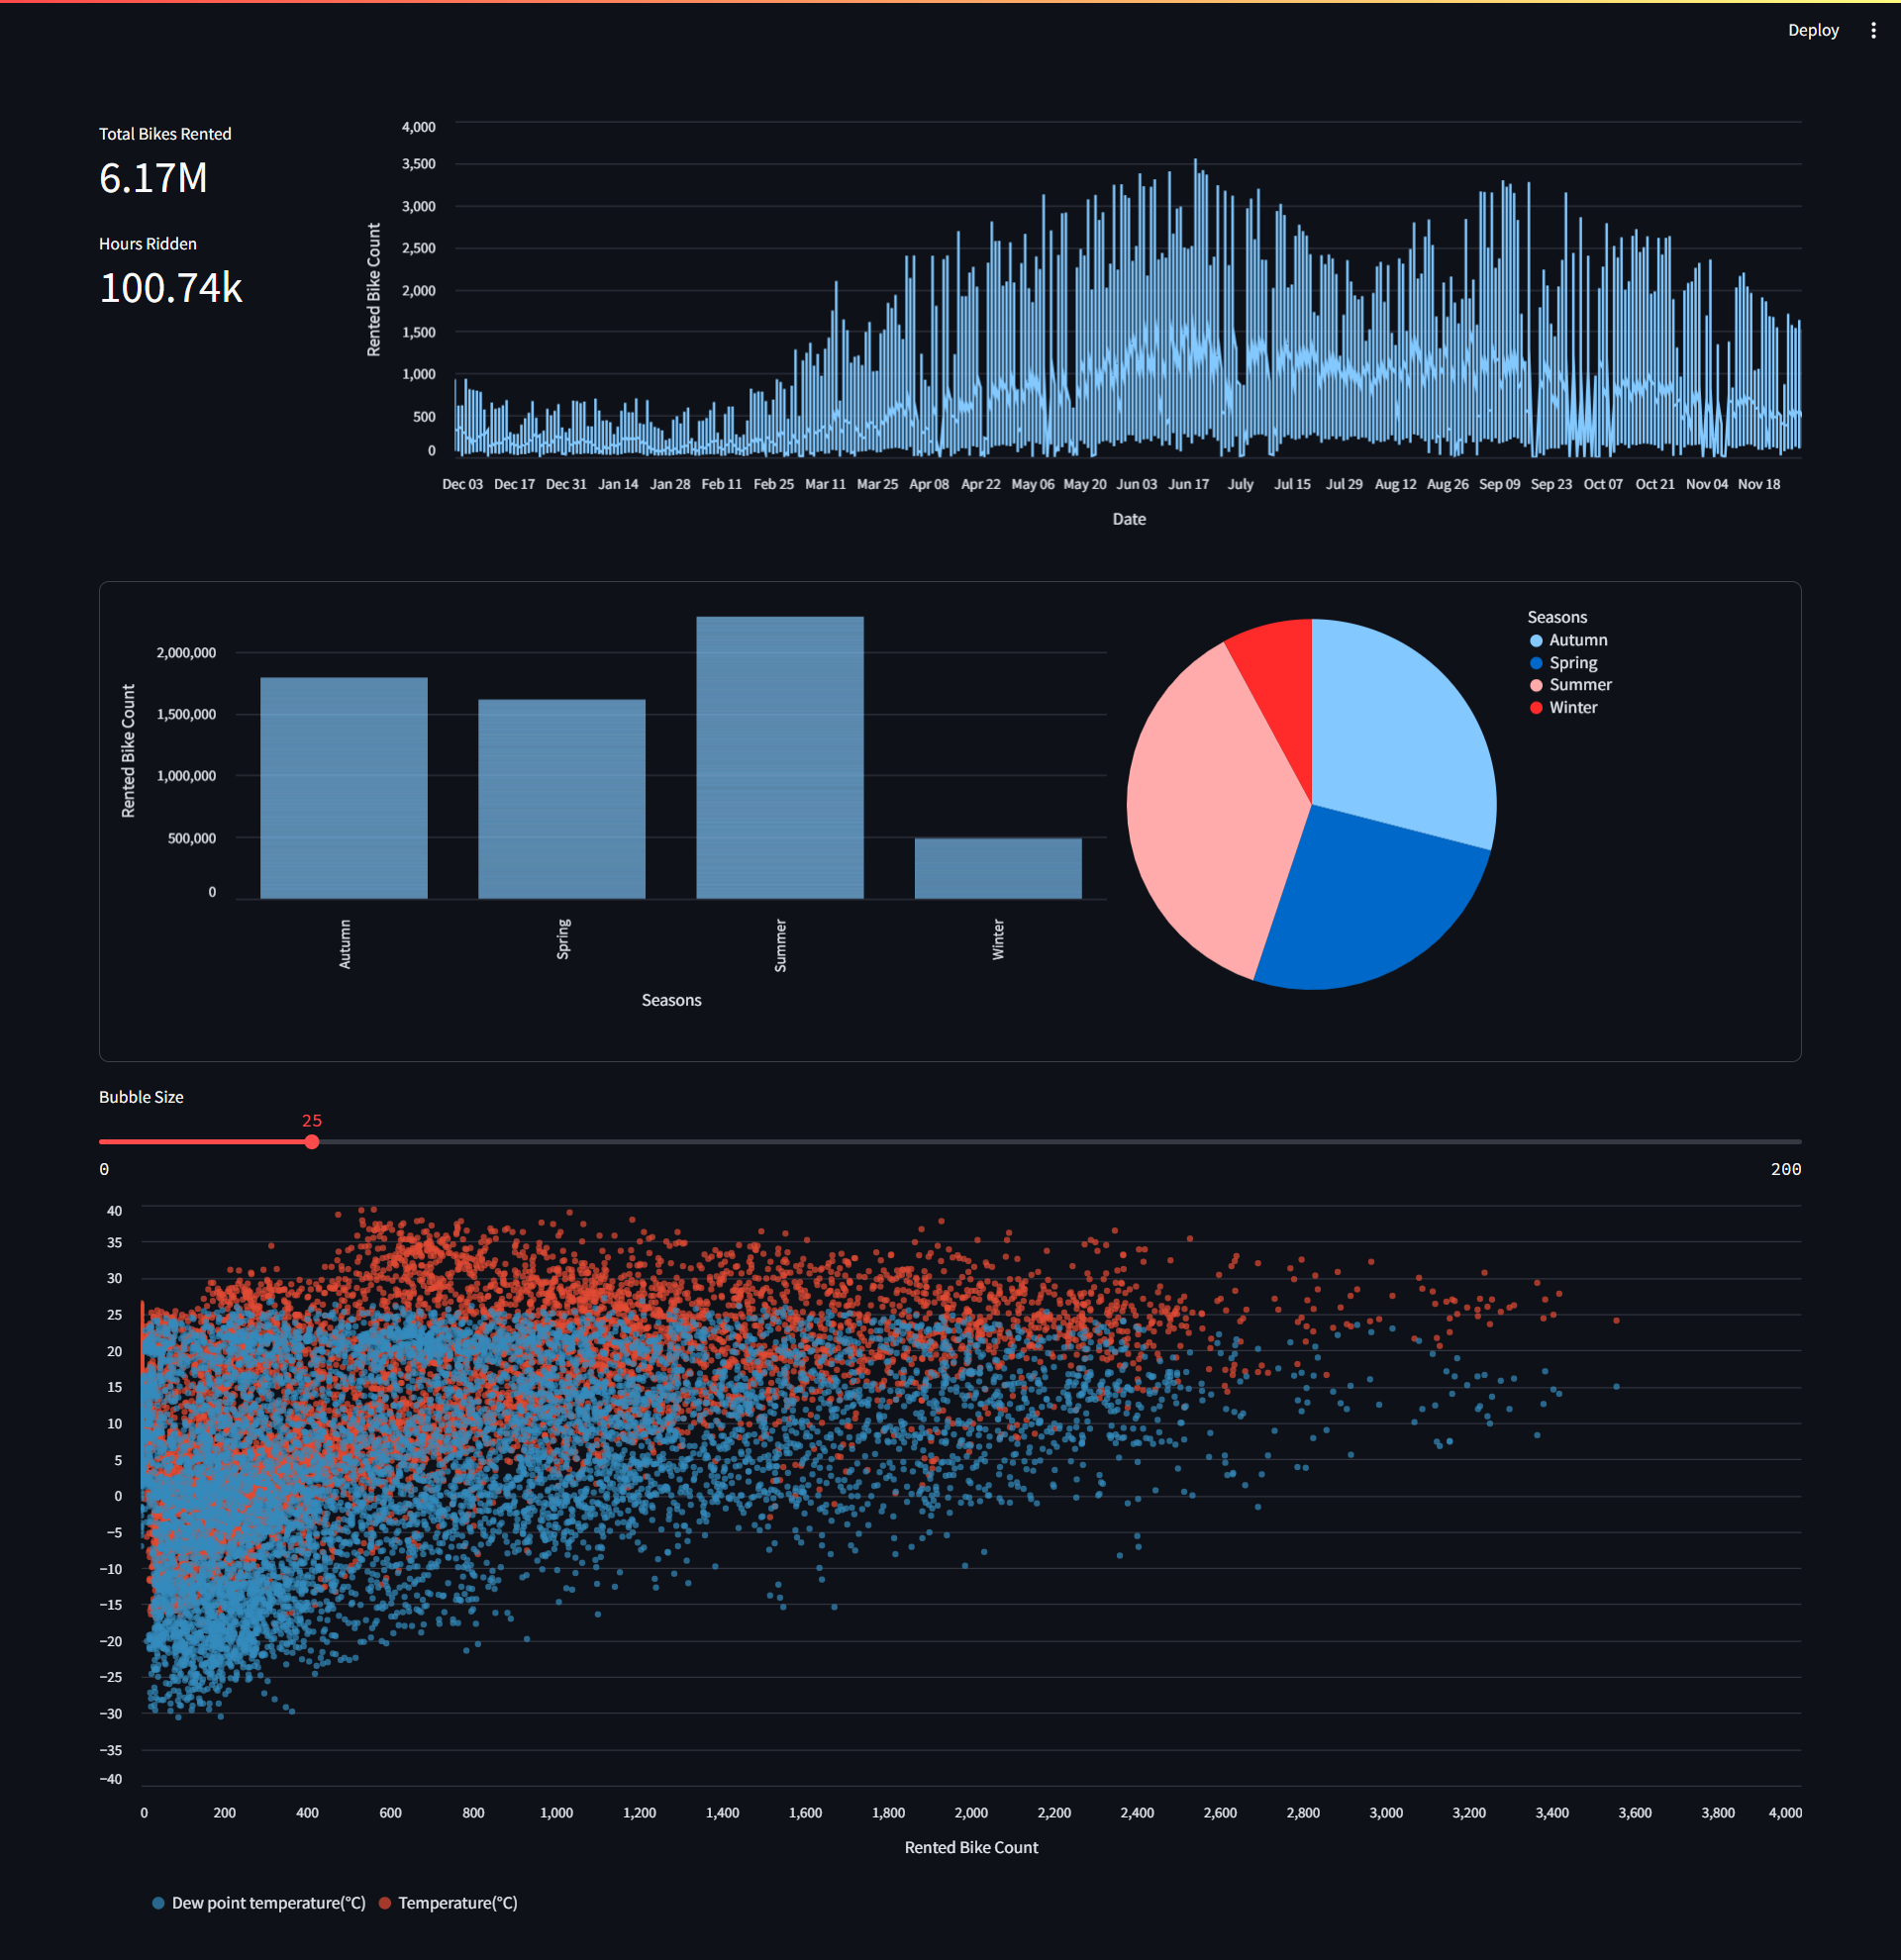 Deploy
Total Bikes Rented
6.17M
Hours Ridden
100.74k
4,000
3,500
3,000
2,500
2,000
1,500
1,000
500
0
Rented Bike Count
Dec 03 Dec 17 Dec 31 Jan 14 Jan 28 Feb 11 Feb 25 Mar 11 Mar 25 Apr 08 Apr 22 May 06 May 20 Jun 03 Jun 17 July Jul 15 Jul 29 Aug 12 Aug 26 Sep 09 Sep 23 Oct 07 Oct 21 Nov 04 Nov 18
Date
2,000,000
1,500,000
1,000,000
500,000
0
Rented Bike Count
Autumn Spring Summer Winter
Seasons
Seasons
Autumn
Spring
Summer
Winter
Bubble Size
25
0 200
40
35
30
25
20
15
10
5
0
−5
−10
−15
−20
−25
−30
−35
−40
0 200 400 600 800 1,000 1,200 1,400 1,600 1,800 2,000 2,200 2,400 2,600 2,800 3,000 3,200 3,400 3,600 3,800 4,000
Rented Bike Count
Dew point temperature(°C) Temperature(°C)